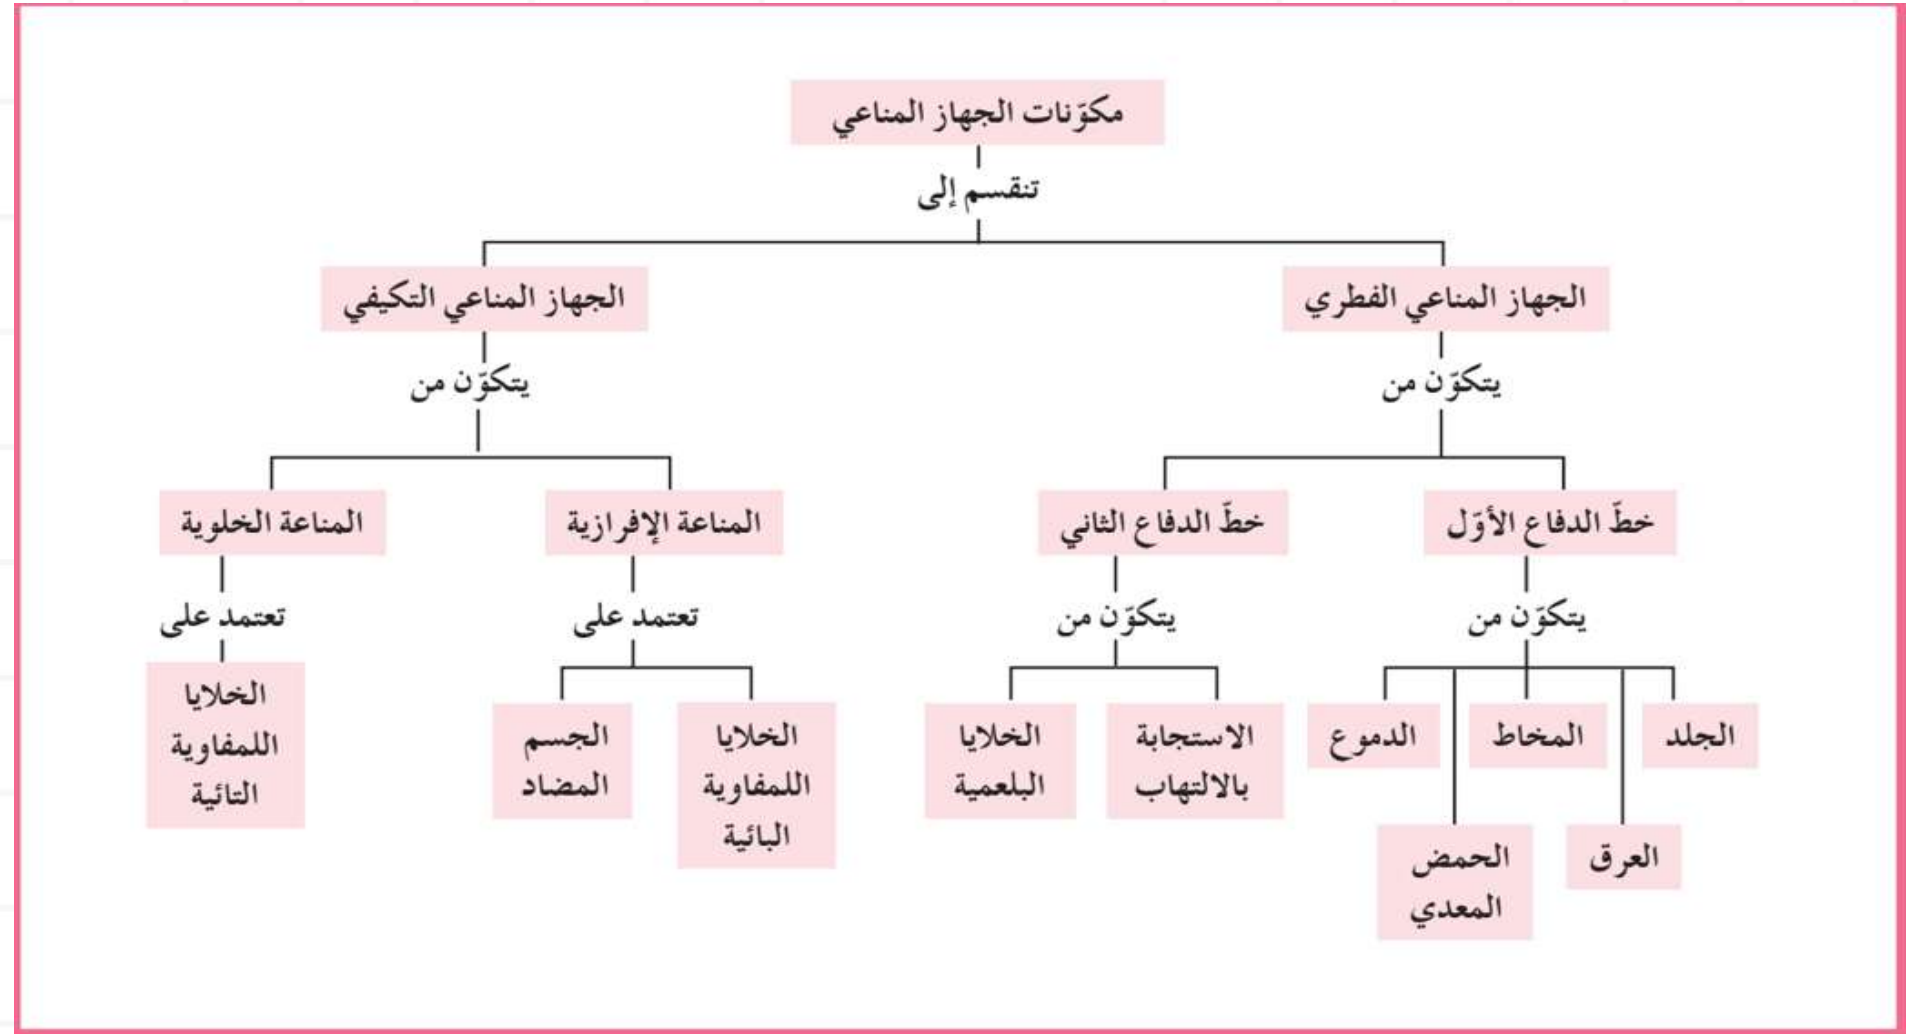 مكوّنات الجهاز المناعي
تنقسم إلى
الجهاز المناعي الفطري
الجهاز المناعي التكيفي
يتكوّن من
يتكوّن من
خطّ الدفاع الأوّل
خطّ الدفاع الثاني
المناعة الإفرازية
المناعة الخلوية
يتكوّن من
يتكوّن من
تعتمد على
تعتمد على
الجلد
المخاط
الدموع
العرق
الحمض
المعدي
الاستجابة
بالالتهاب
الخلايا
البلعمية
الخلايا
اللمفاوية
البائية
الجسم
المضاد
الخلايا
اللمفاوية
التائية